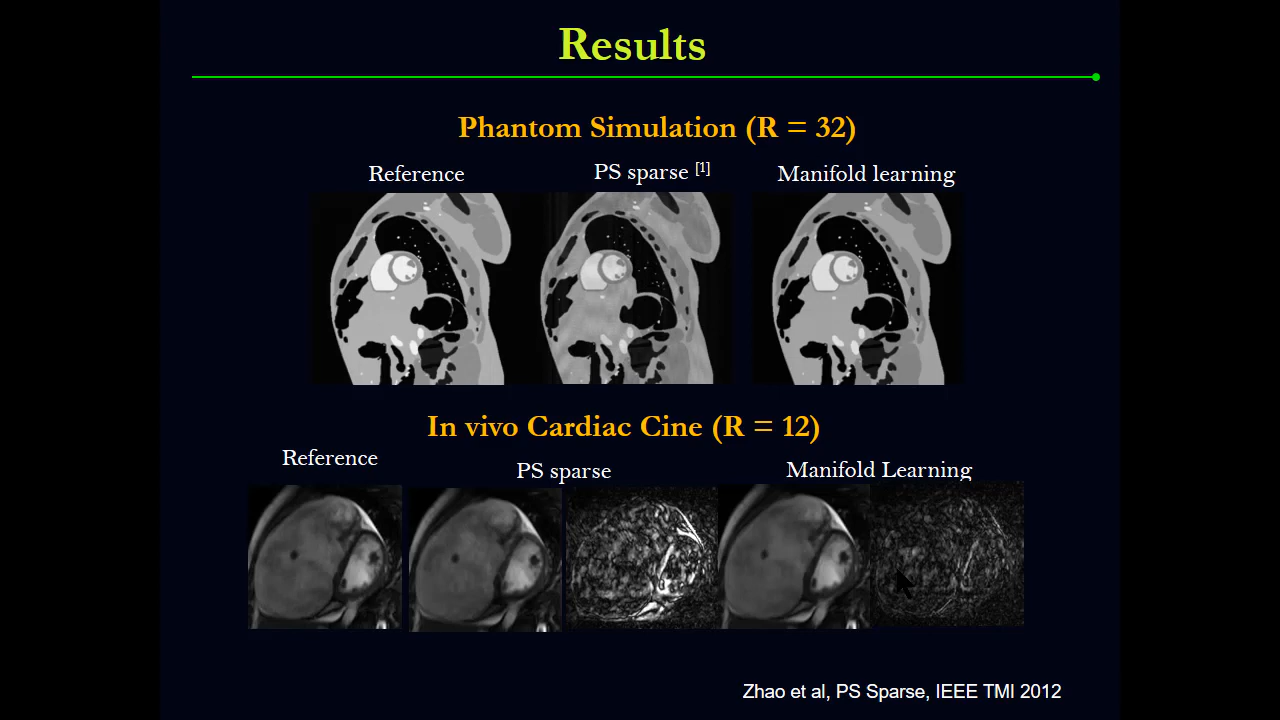 Results
Phantom Simulation (R = 32)
Reference
PS sparse [1]
Manifold learning
In vivo Cardiac Cine (R = 12)
Reference
PS sparse
Manifold Learning
Zhao et al, PS Sparse, IEEE TMI 2012